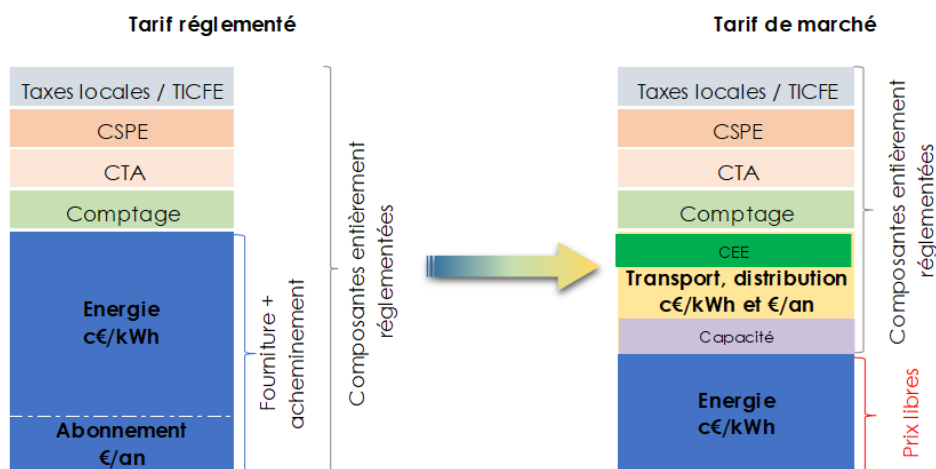 Tarif réglementé
Taxes locales / TICFE
CSPE
CTA
Comptage
Energie
c€/kWh
Abonnement
€/an
Fourniture +
acheminement
Composantes entièrement
réglementées
Tarif de marché
Taxes locales / TICFE
CSPE
CTA
Comptage
CEE
Transport, distribution
c€/kWh et €/an
Capacité
Energie
c€/kWh
Composantes entièrement
réglementées
Prix libres